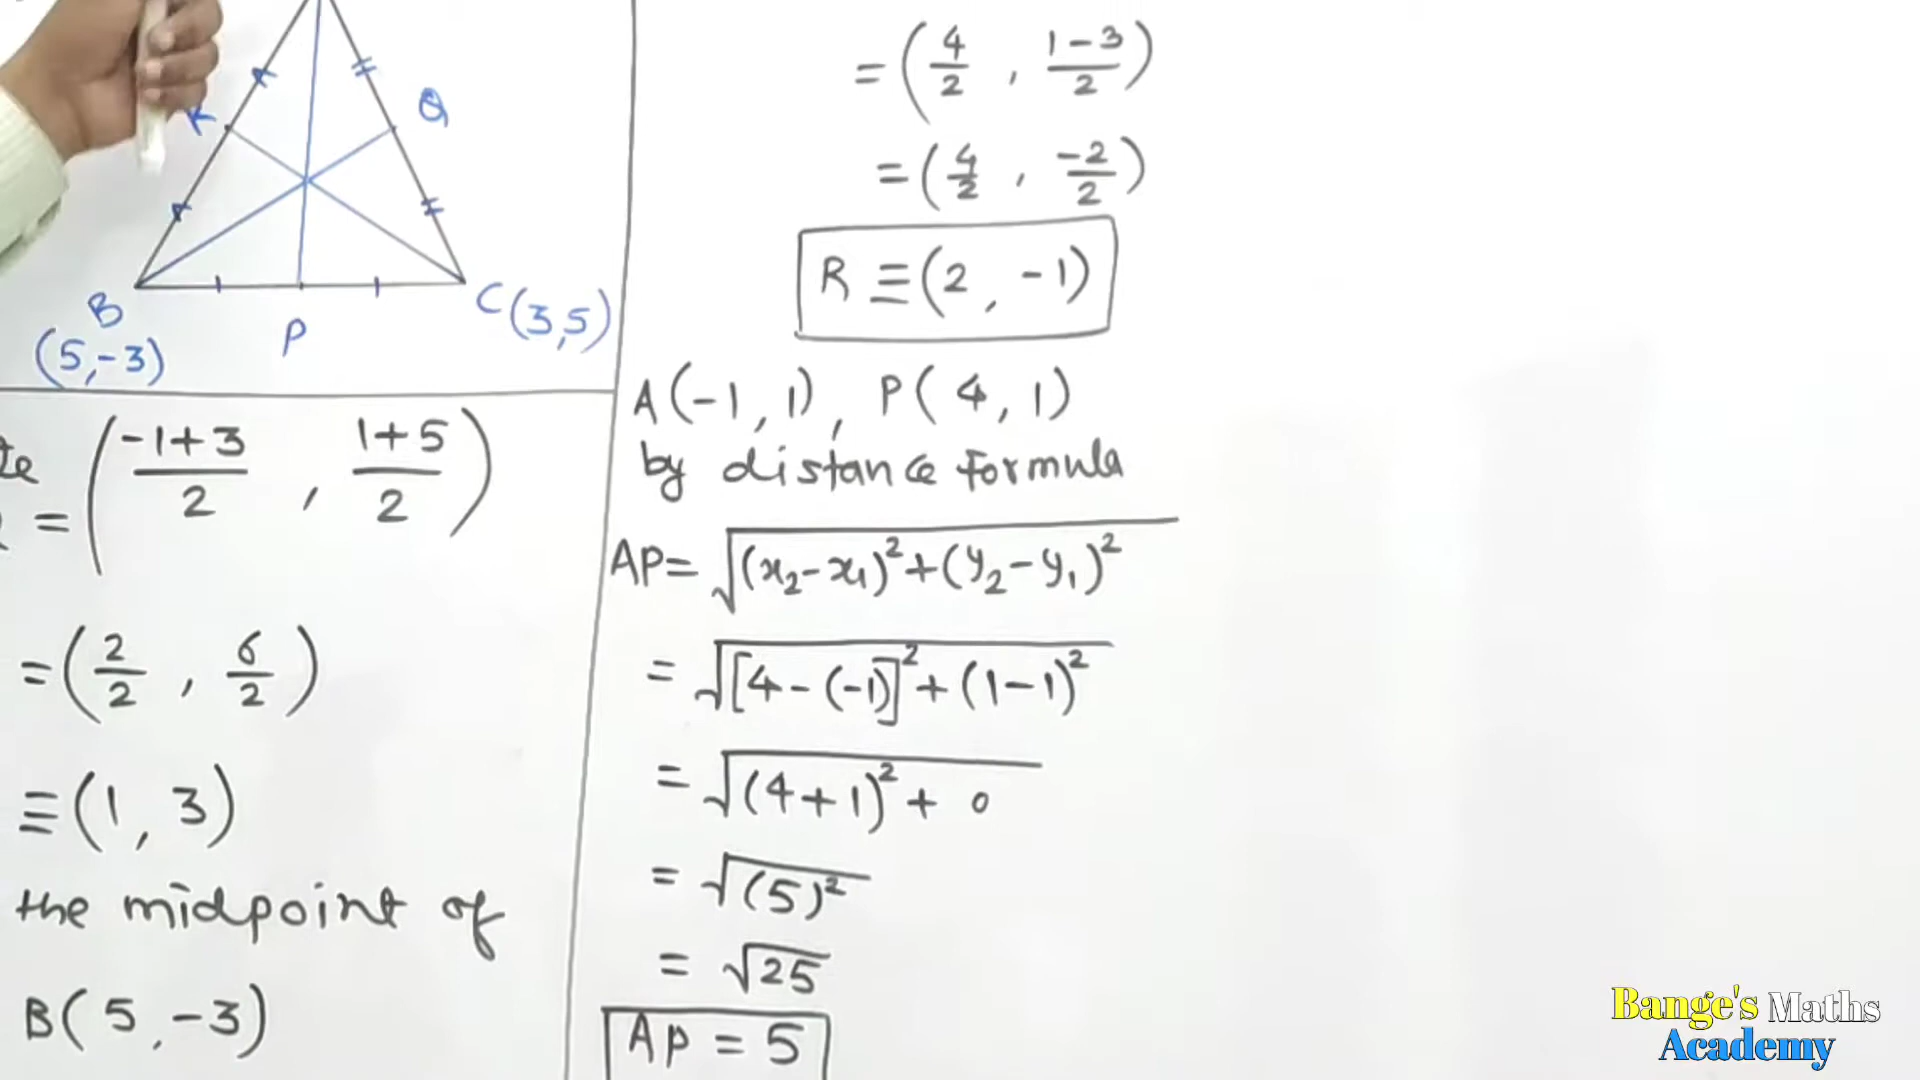 R
Q
B
(5,-3)
P
C(3,5)
= (-1+3/2 , 1+5/2)
= (2/2 , 6/2)
≡ (1, 3)
the midpoint of
B(5,-3)
= (4/2 , 1-3/2)
= (4/2 , -2/2)
R ≡ (2, -1)
A(-1, 1), P(4, 1)
by distance formula
AP= √(x₂-x₁)²+(y₂-y₁)²
= √[4-(-1)]²+(1-1)²
= √(4+1)²+0
= √(5)²
= √25
AP = 5
Bange's Maths
Academy